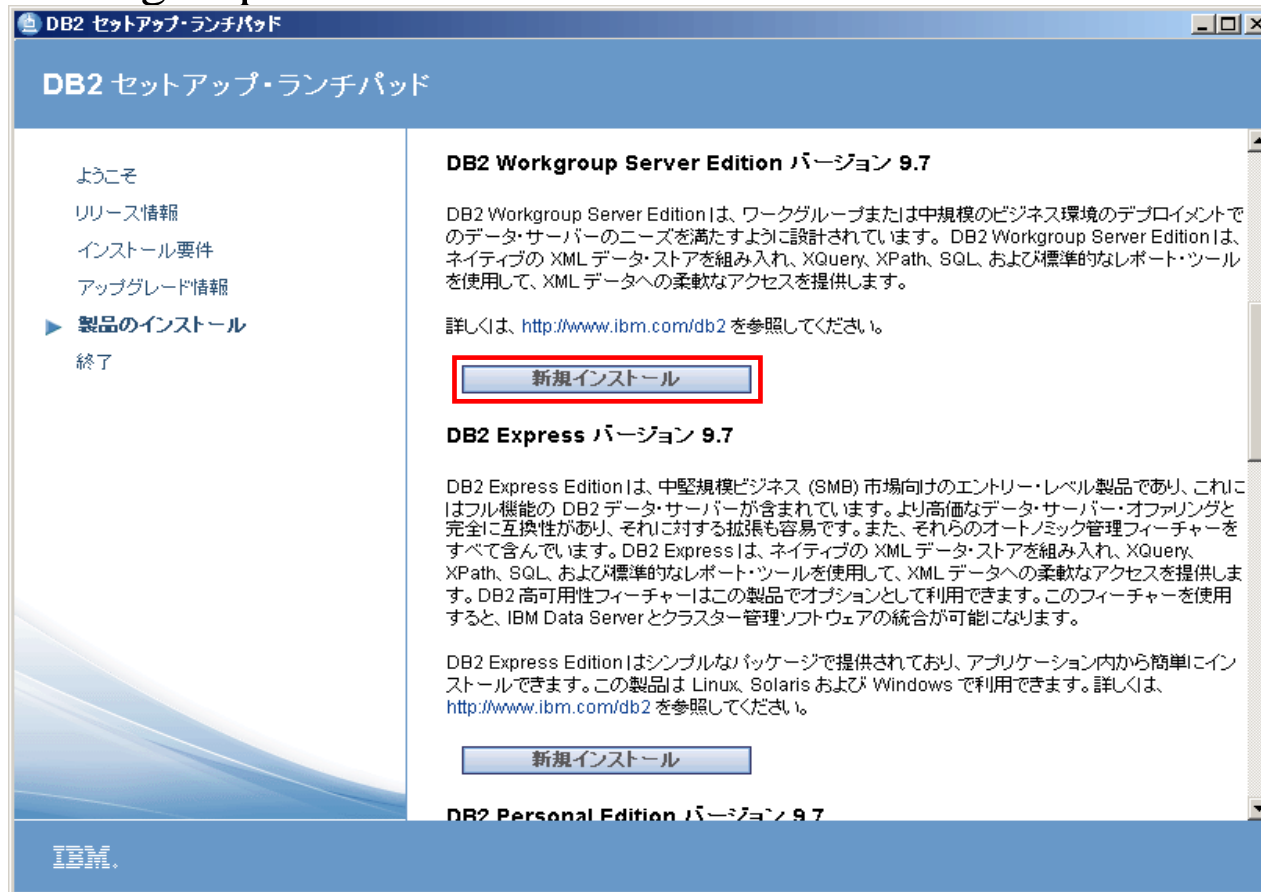 DB2 セットアップ・ランチパッド
DB2 セットアップ・ランチパッド
ようこそ
リリース情報
インストール要件
アップグレード情報
製品のインストール
終了
DB2 Workgroup Server Edition バージョン 9.7
DB2 Workgroup Server Edition は、ワークグループまたは中規模のビジネス環境のデプロイメントで
のデータ・サーバーのニーズを満たすように設計されています。 DB2 Workgroup Server Edition は、
ネイティブの XML データ・ストアを組み入れ、XQuery、XPath、SQL、および標準的なレポート・ツール
を使用して、XML データへの柔軟なアクセスを提供します。
詳しくは、http://www.ibm.com/db2 を参照してください。
新規インストール
DB2 Express バージョン 9.7
DB2 Express Edition は、中堅規模ビジネス (SMB) 市場向けのエントリー・レベル製品であり、これに
はフル機能の DB2 データ・サーバーが含まれています。より高価なデータ・サーバー・オファリングと
完全に互換性があり、それに対する拡張も容易です。また、それらのオートノミック管理フィーチャーを
すべて含んでいます。DB2 Express は、ネイティブの XML データ・ストアを組み入れ、XQuery、
XPath、SQL、および標準的なレポート・ツールを使用して、XML データへの柔軟なアクセスを提供しま
す。DB2 高可用性フィーチャーはこの製品でオプションとして利用できます。このフィーチャーを使用
すると、IBM Data Server とクラスター管理ソフトウェアの統合が可能になります。
DB2 Express Edition はシンプルなパッケージで提供されており、アプリケーション内から簡単にイン
ストールできます。この製品は Linux、Solaris および Windows で利用できます。詳しくは、
http://www.ibm.com/db2 を参照してください。
新規インストール
DB2 Personal Edition バージョン 9.7
IBM.